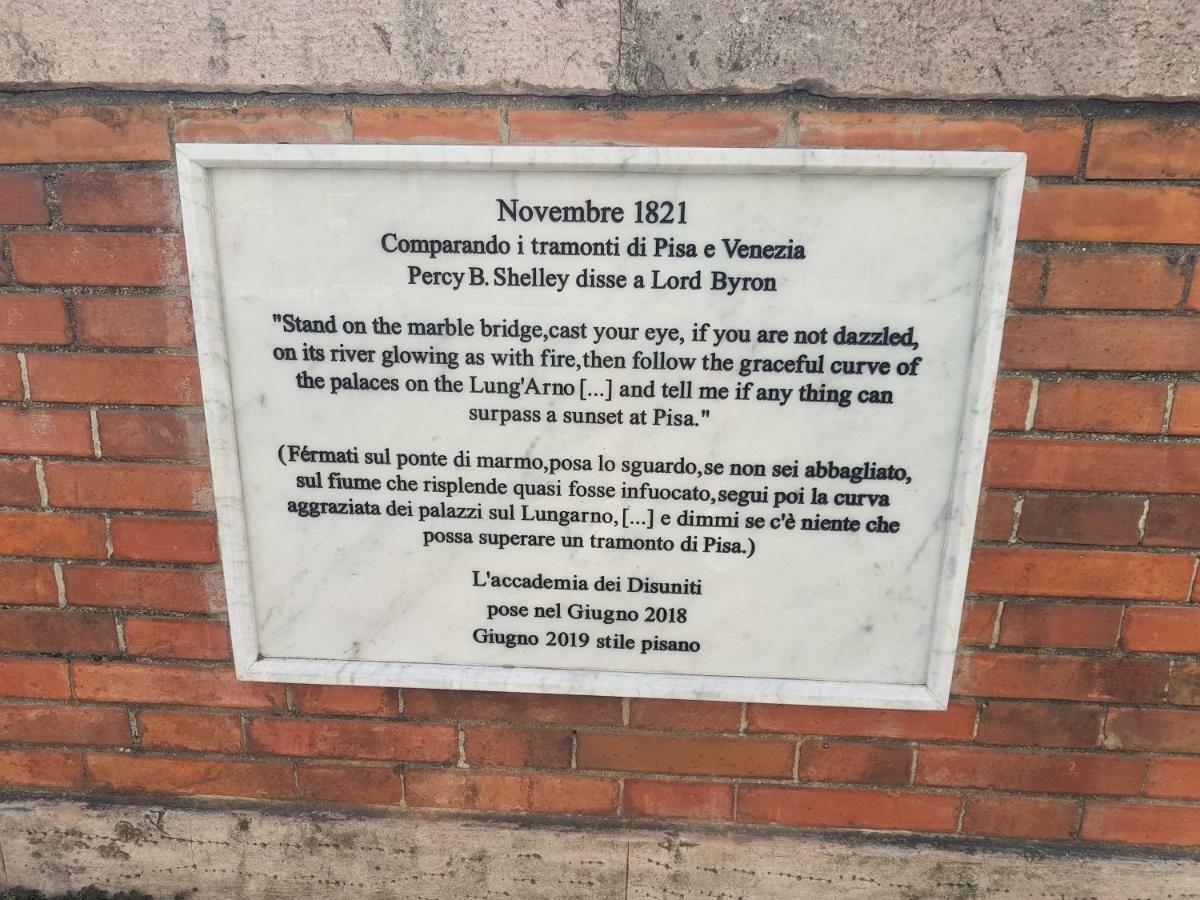 Novembre 1821
Comparando i tramonti di Pisa e Venezia
Percy B. Shelley disse a Lord Byron
"Stand on the marble bridge,cast your eye, if you are not dazzled,
on its river glowing as with fire,then follow the graceful curve of
the palaces on the Lung'Arno [...] and tell me if any thing can
surpass a sunset at Pisa."
(Férmati sul ponte di marmo,posa lo sguardo,se non sei abbagliato,
sul fiume che risplende quasi fosse infuocato,segui poi la curva
aggraziata dei palazzi sul Lungarno,[...] e dimmi se c'è niente che
possa superare un tramonto di Pisa.)
L'accademia dei Disuniti
pose nel Giugno 2018
Giugno 2019 stile pisano